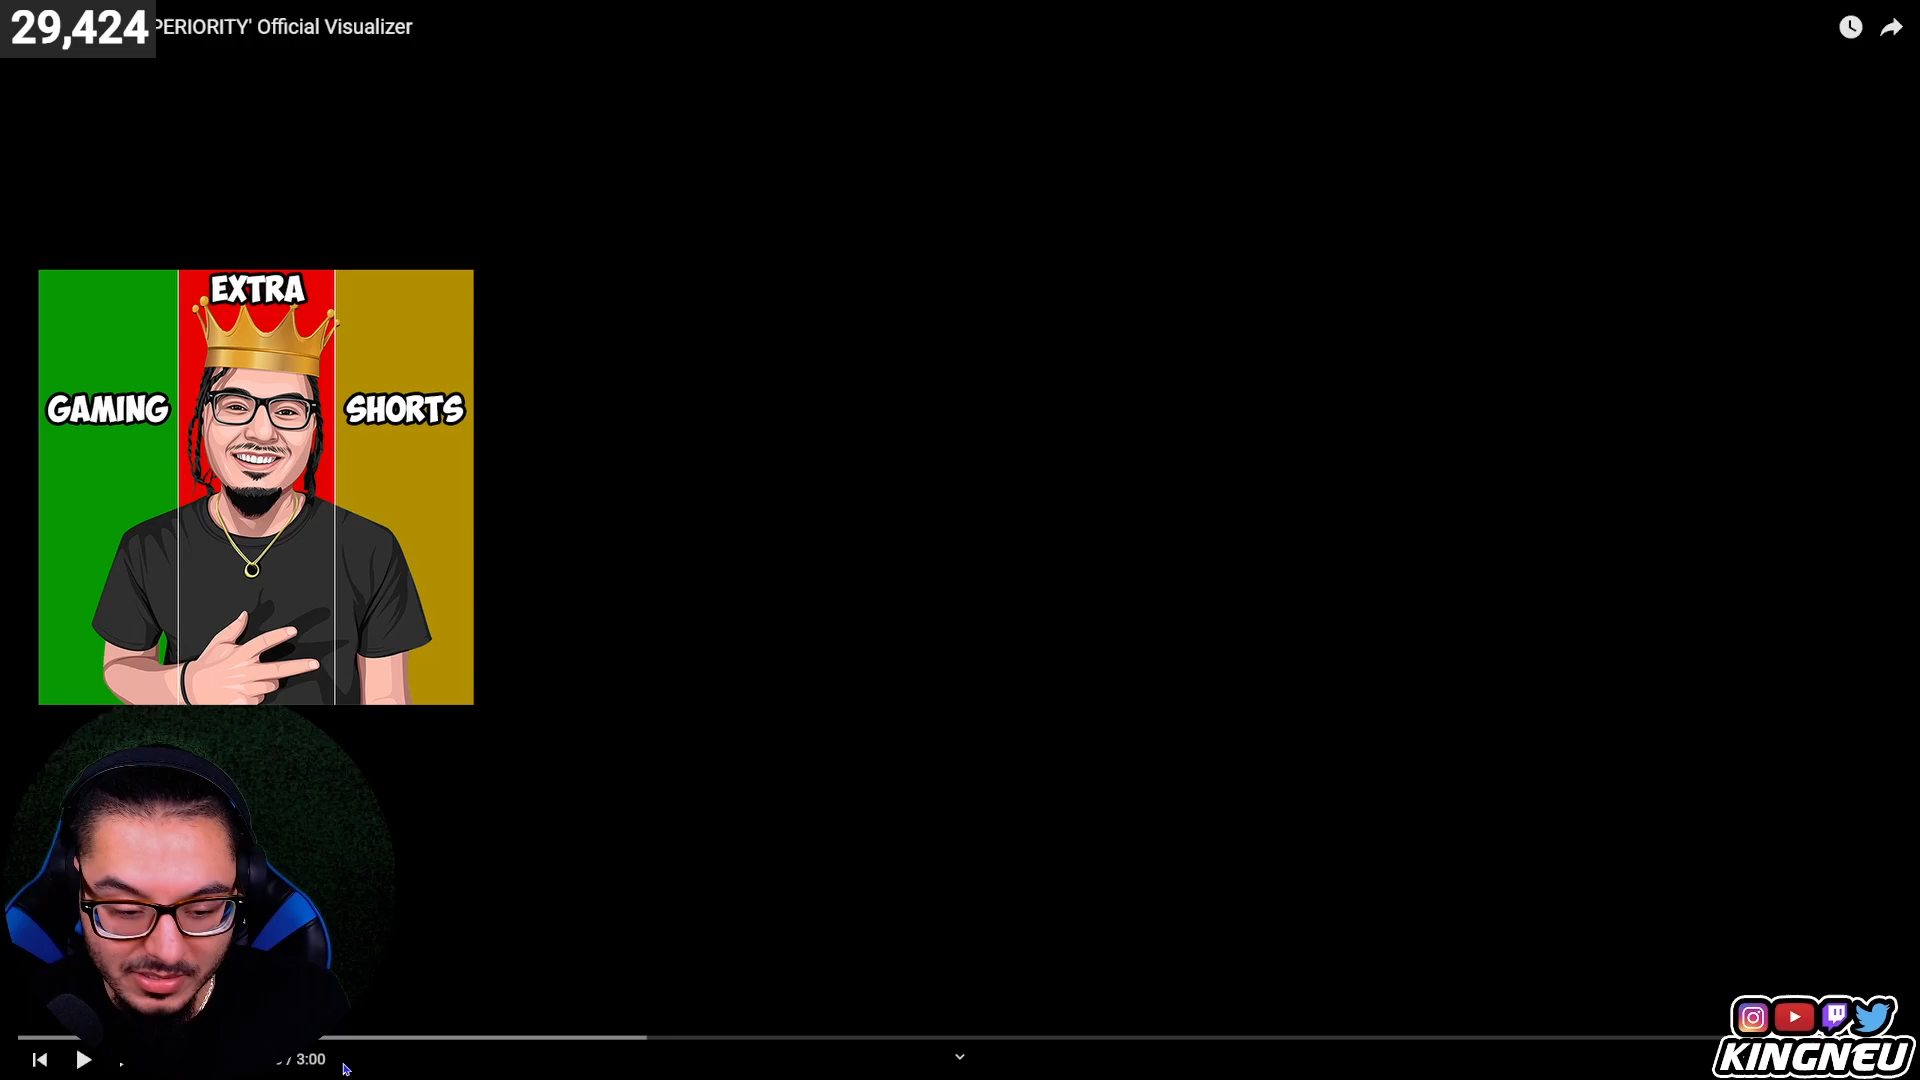 29,424
PERIORITY' Official Visualizer
EXTRA
GAMING
SHORTS
/ 3:00
KINGNEU